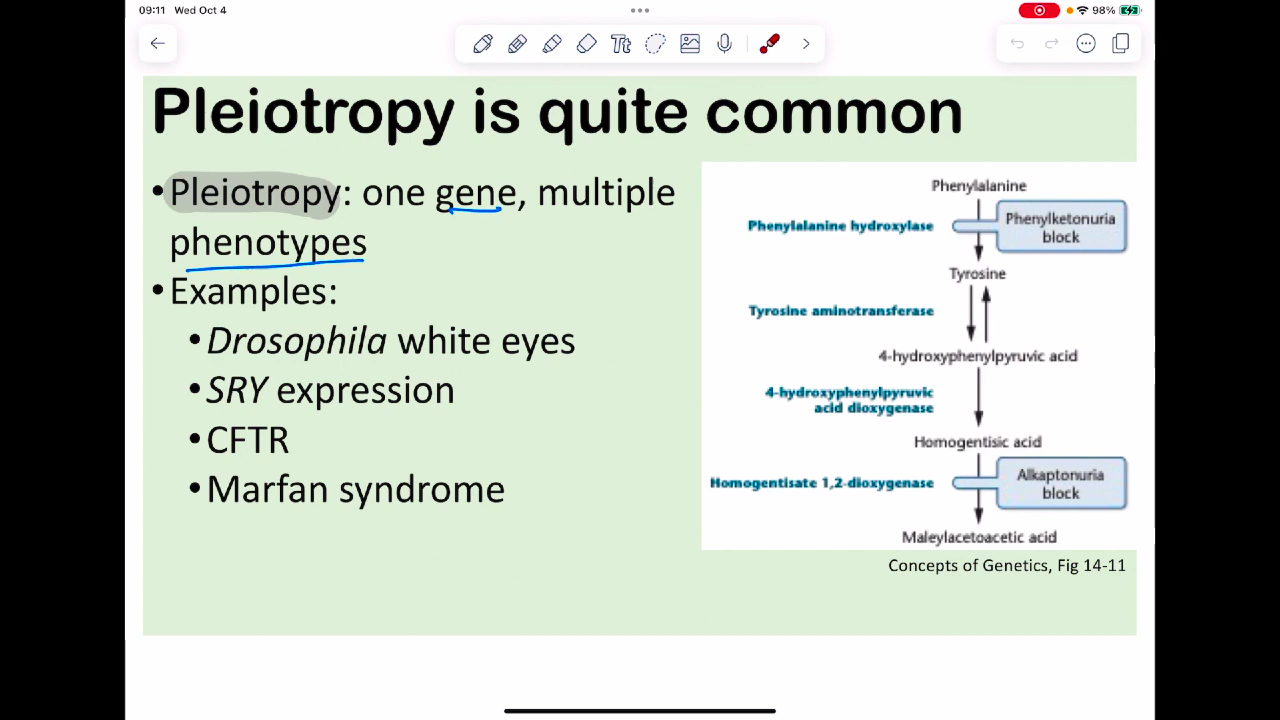 09:11 Wed Oct 4
98%
Tt
Pleiotropy is quite common
•Pleiotropy: one gene, multiple
phenotypes
•Examples:
•Drosophila white eyes
•SRY expression
•CFTR
•Marfan syndrome
Phenylalanine
Phenylalanine hydroxylase
Phenylketonuria
block
Tyrosine
Tyrosine aminotransferase
4-hydroxyphenylpyruvic acid
4-hydroxyphenylpyruvic
acid dioxygenase
Homogentisic acid
Homogentisate 1,2-dioxygenase
Alkaptonuria
block
Maleylacetoacetic acid
Concepts of Genetics, Fig 14-11